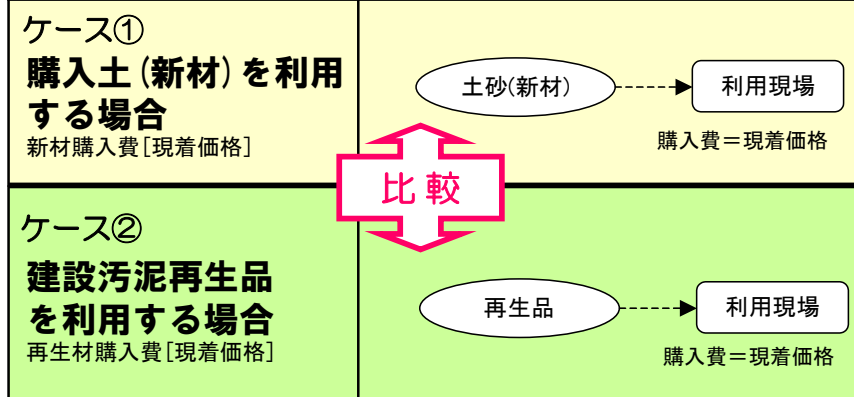 ケース①
購入土(新材)を利用
する場合
新材購入費[現着価格]
土砂(新材)
利用現場
購入費＝現着価格
比較
ケース②
建設汚泥再生品
を利用する場合
再生材購入費[現着価格]
再生品
利用現場
購入費＝現着価格